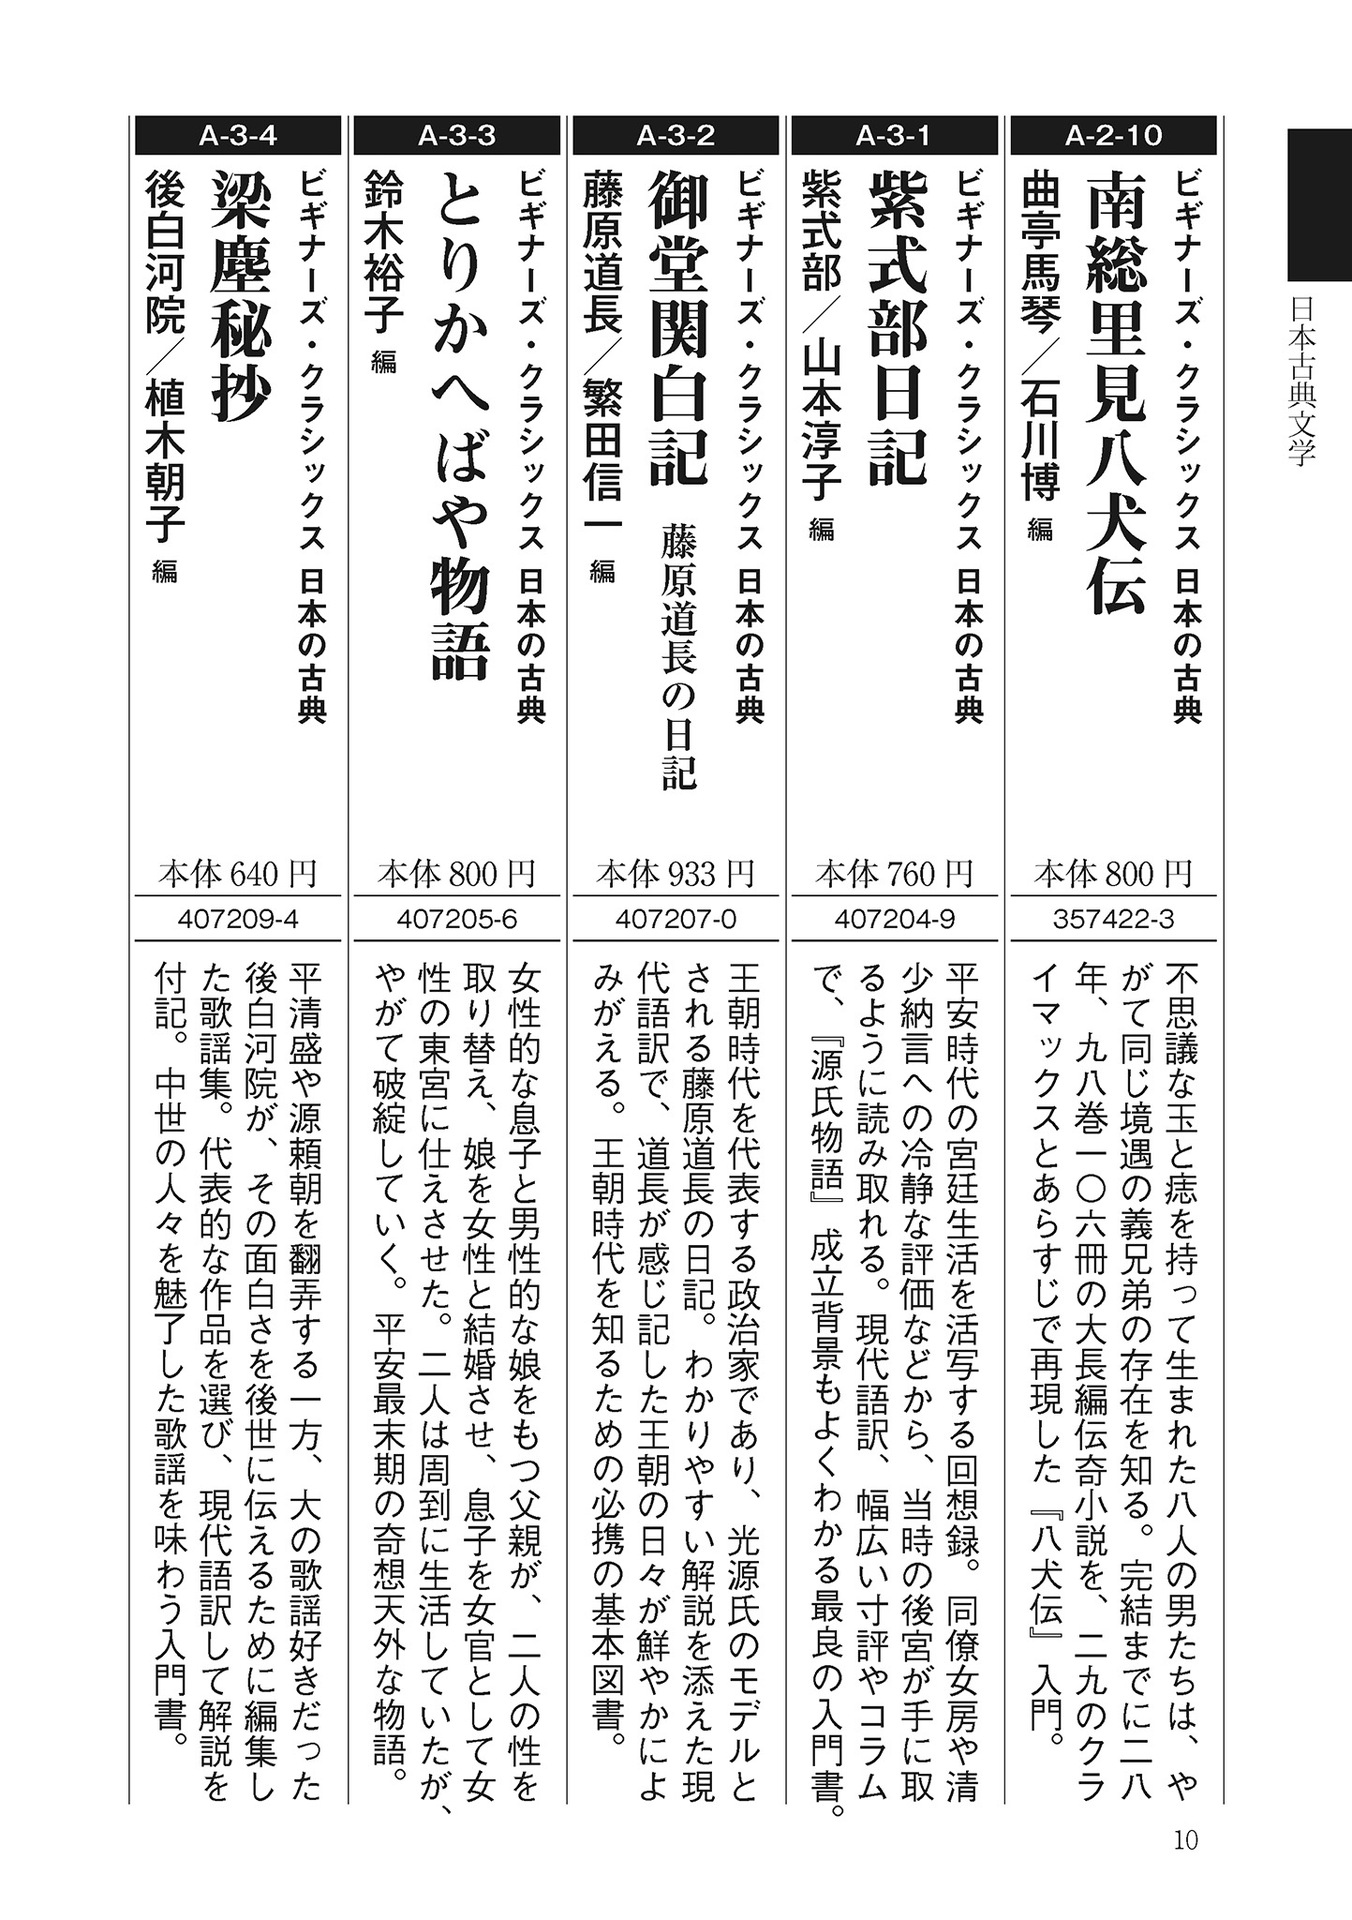 日本古典文学
A-2-10
ビギナーズ・クラシックス 日本の古典
南総里見八犬伝
曲亭馬琴／石川博 編
本体 800 円
357422-3
不思議な玉と痣を持って生まれた八人の男たちは、や
がて同じ境遇の義兄弟の存在を知る。完結までに二八
年、九八巻一〇六冊の大長編伝奇小説を、二九のクラ
イマックスとあらすじで再現した『八犬伝』入門。
A-3-1
ビギナーズ・クラシックス 日本の古典
紫式部日記
紫式部／山本淳子 編
本体 760 円
407204-9
平安時代の宮廷生活を活写する回想録。同僚女房や清
少納言への冷静な評価などから、当時の後宮が手に取
るように読み取れる。現代語訳、幅広い寸評やコラム
で、『源氏物語』成立背景もよくわかる最良の入門書。
A-3-2
ビギナーズ・クラシックス 日本の古典
御堂関白記 藤原道長の日記
藤原道長／繁田信一 編
本体 933 円
407207-0
王朝時代を代表する政治家であり、光源氏のモデルと
される藤原道長の日記。わかりやすい解説を添えた現
代語訳で、道長が感じ記した王朝の日々が鮮やかによ
みがえる。王朝時代を知るための必携の基本図書。
A-3-3
ビギナーズ・クラシックス 日本の古典
とりかへばや物語
鈴木裕子 編
本体 800 円
407205-6
女性的な息子と男性的な娘をもつ父親が、二人の性を
取り替え、娘を女性と結婚させ、息子を女官として女
性の東宮に仕えさせた。二人は周到に生活していたが、
やがて破綻していく。平安最末期の奇想天外な物語。
A-3-4
ビギナーズ・クラシックス 日本の古典
梁塵秘抄
後白河院／植木朝子 編
本体 640 円
407209-4
平清盛や源頼朝を翻弄する一方、大の歌謡好きだった
後白河院が、その面白さを後世に伝えるために編集し
た歌謡集。代表的な作品を選び、現代語訳して解説を
付記。中世の人々を魅了した歌謡を味わう入門書。
10